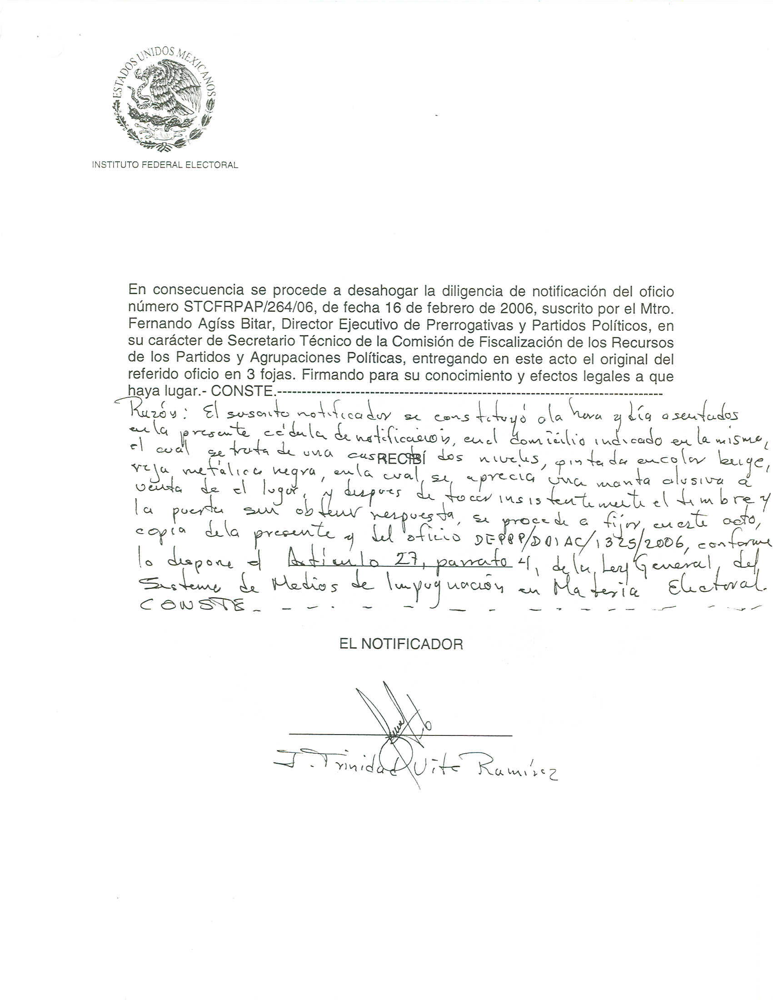 ESTADOS UNIDOS MEXICANOS
INSTITUTO FEDERAL ELECTORAL
En consecuencia se procede a desahogar la diligencia de notificación del oficio
número STCFRPAP/264/06, de fecha 16 de febrero de 2006, suscrito por el Mtro.
Fernando Agíss Bitar, Director Ejecutivo de Prerrogativas y Partidos Políticos, en
su carácter de Secretario Técnico de la Comisión de Fiscalización de los Recursos
de los Partidos y Agrupaciones Políticas, entregando en este acto el original del
referido oficio en 3 fojas. Firmando para su conocimiento y efectos legales a que
haya lugar.- CONSTE.-------------------------------------------------------------------------------
Razón: El suscrito notificador se constituyó a la hora y día asentados
en la presente cédula de notificación, en el domicilio indicado en la misma,
el cual se trata de una casa RECIBÍ de dos niveles, pintada en color beige,
reja metálica negra, en la cual se aprecia una manta alusiva a
venta de el lugar, y despues de tocar insistentemente el timbre y
la puerta sin obtener respuesta, se procede a fijar en este acto,
copia de la presente y del oficio DEPPP/DAIAC/1325/2006, conforme
lo dispone el Artículo 27, parrafo 4, de la Ley General del
Sistema de Medios de Impugnación en Materia Electoral.
CONSTE - - - - - - - - - - - - - - - -
EL NOTIFICADOR
J. Trinidad Vite Ramírez